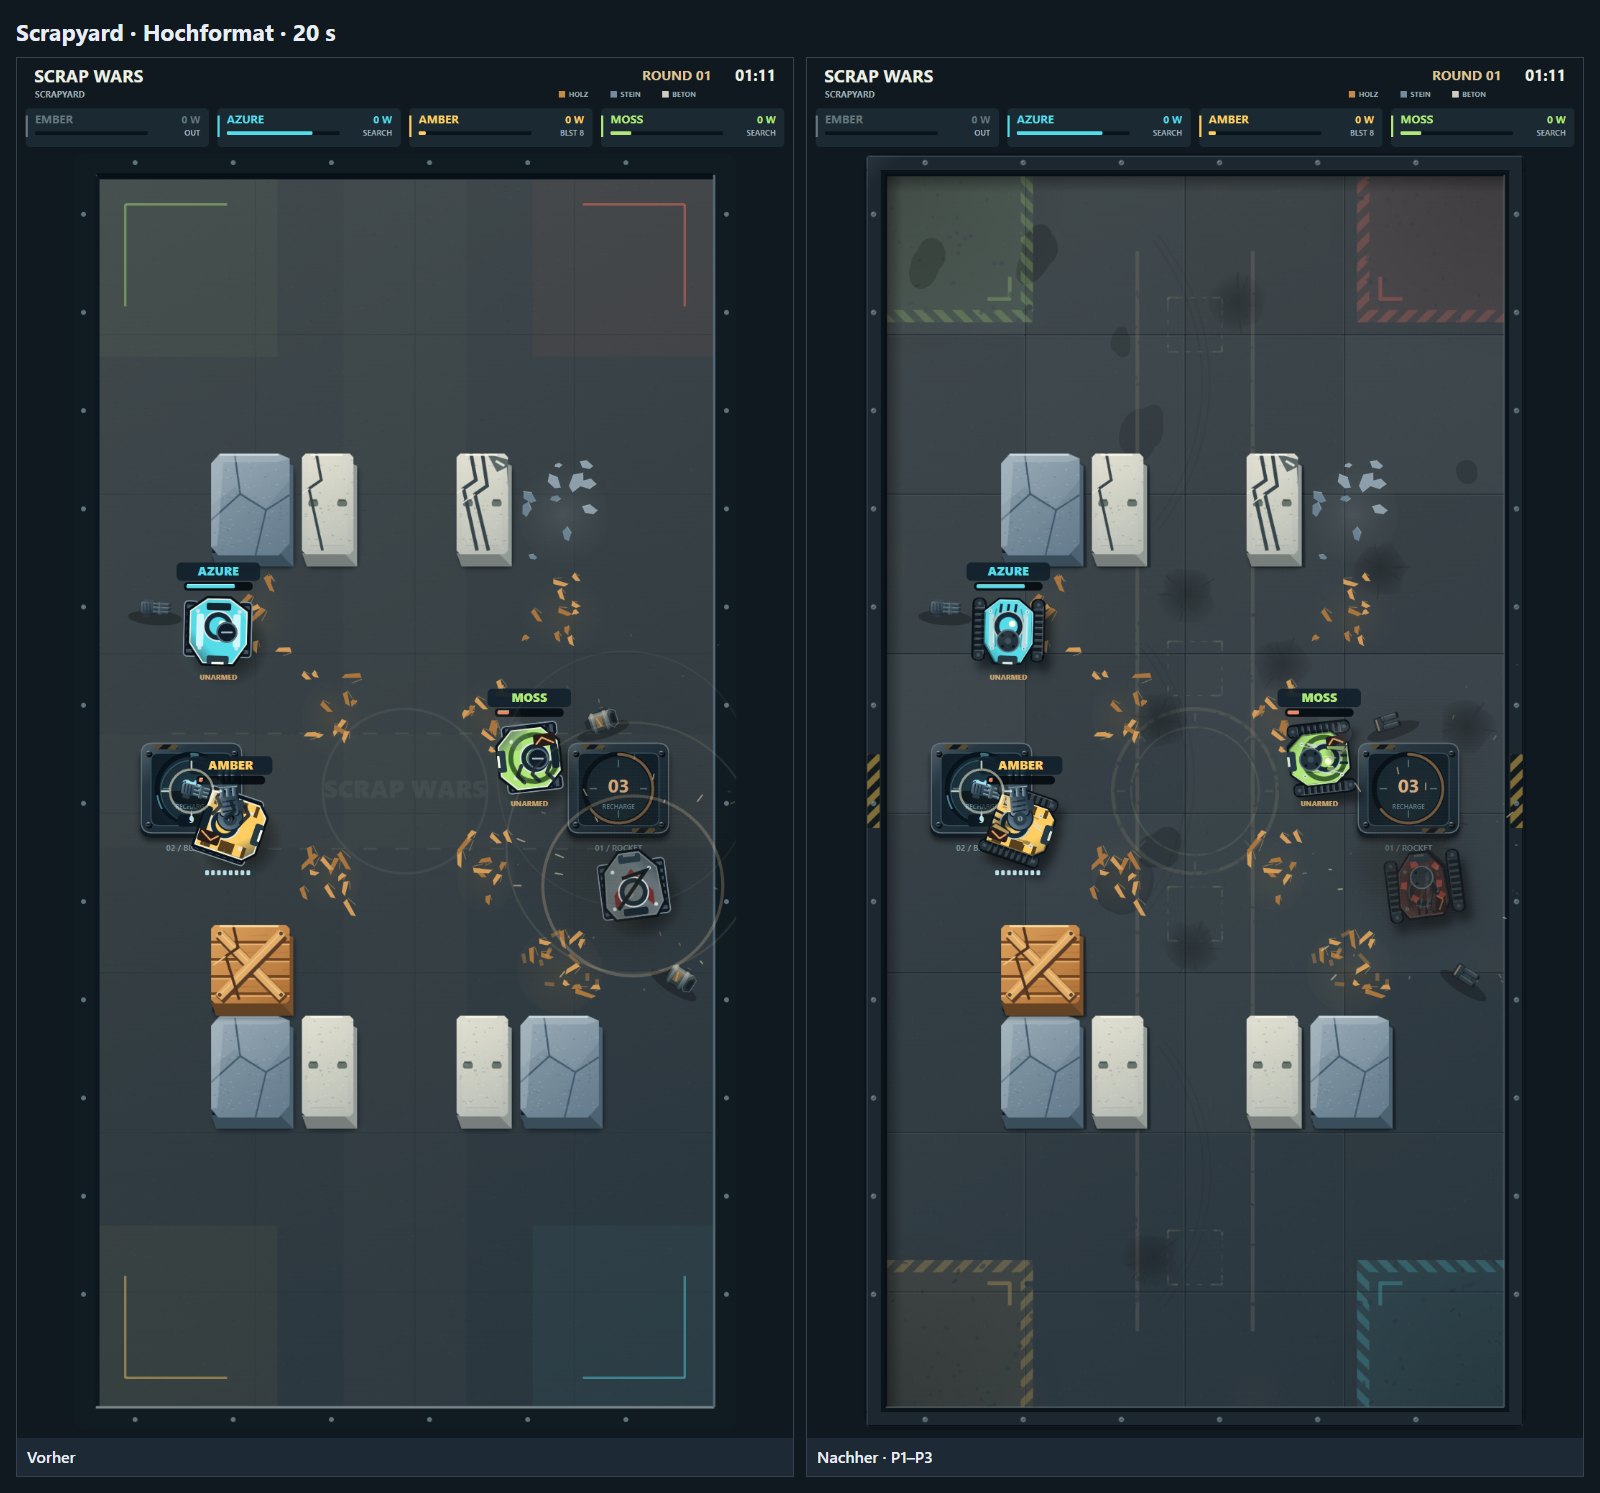 Scrapyard · Hochformat · 20 s
SCRAP WARS
ROUND 01
01:11
SCRAPYARD
HOLZ
STEIN
BETON
EMBER
0 W
OUT
AZURE
0 W
SEARCH
AMBER
0 W
BLST 8
MOSS
0 W
SEARCH
AZURE
UNARMED
MOSS
UNARMED
SCRAP WARS
AMBER
03
RECHARGE
01 / ROCKET
Vorher
SCRAP WARS
ROUND 01
01:11
SCRAPYARD
HOLZ
STEIN
BETON
EMBER
0 W
OUT
AZURE
0 W
SEARCH
AMBER
0 W
BLST 8
MOSS
0 W
SEARCH
AZURE
UNARMED
MOSS
UNARMED
AMBER
03
RECHARGE
01 / ROCKET
Nachher · P1–P3